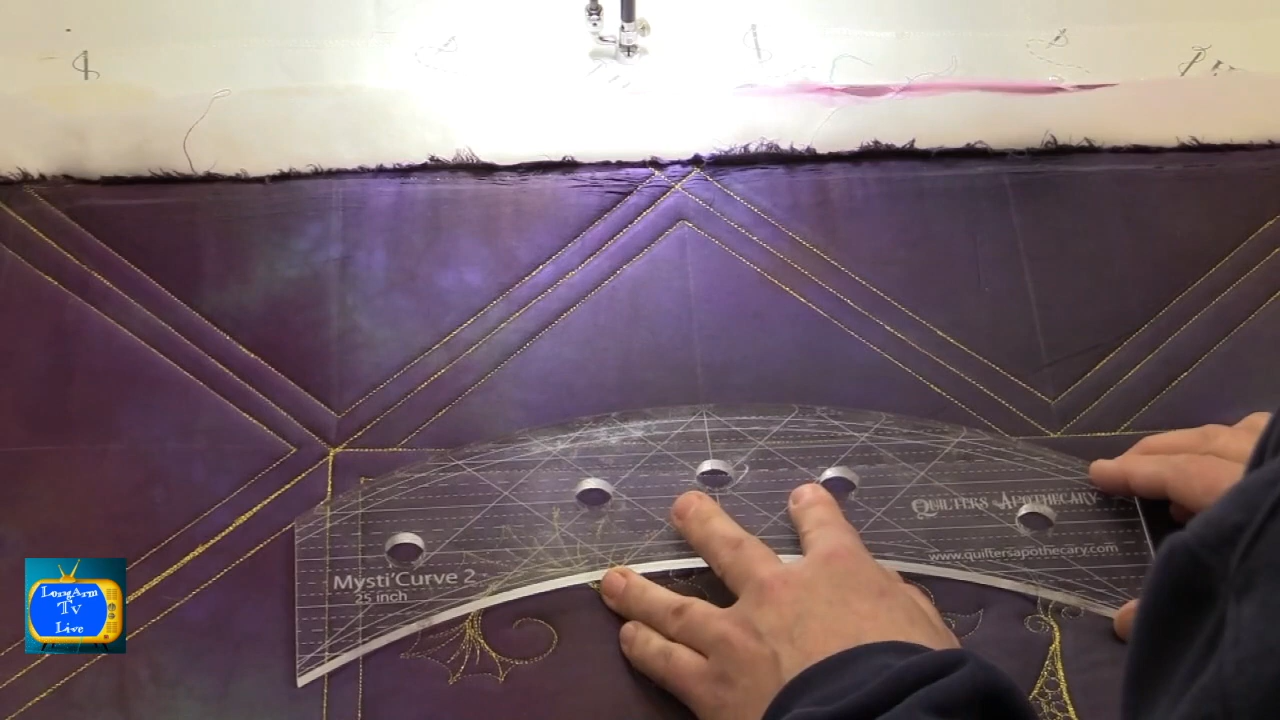 QUILTERS APOTHECARY
www.quiltersapothecary.com
Mysti'Curve 2
25 inch
LongArm
TV
Live